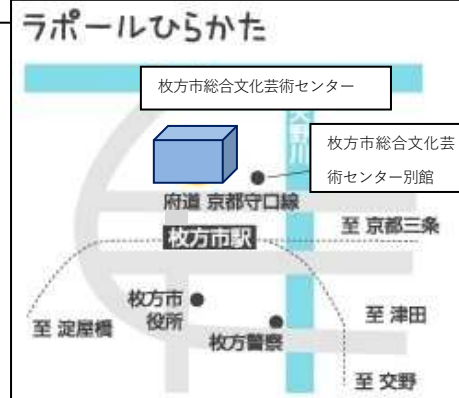 ラポールひらかた
枚方市総合文化芸術センター
天野川
枚方市総合文化芸
術センター別館
府道 京都守口線
枚方市駅
至 京都三条
枚方市
役所
至 淀屋橋
枚方警察
至 津田
至 交野